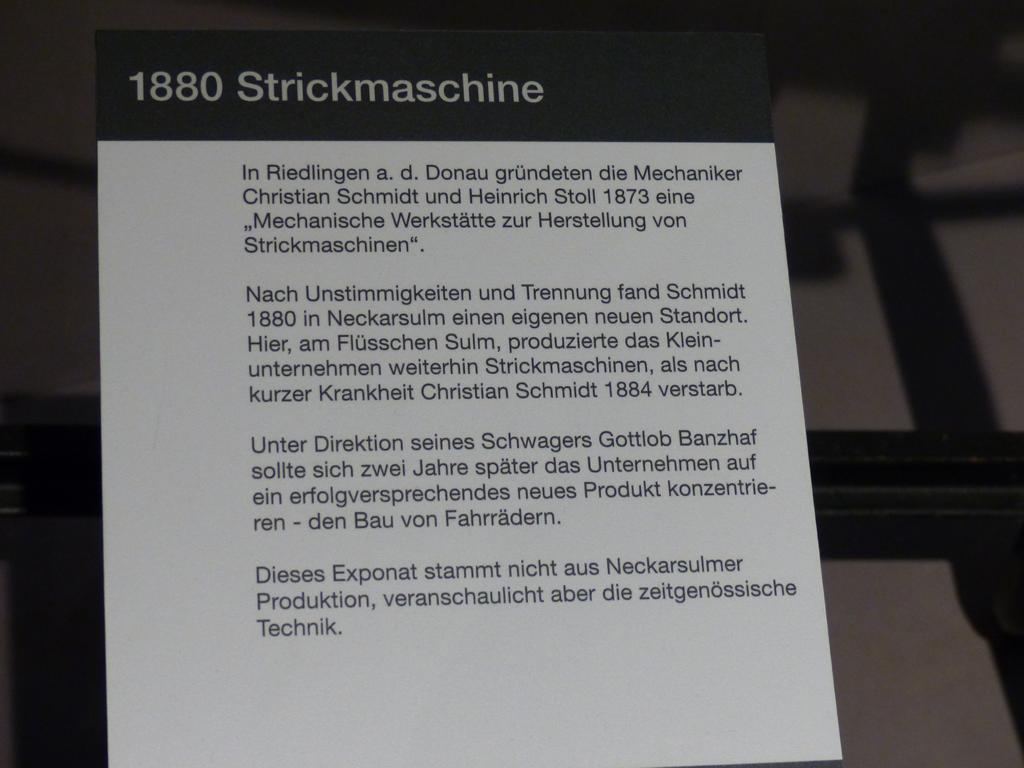 1880 Strickmaschine
In Riedlingen a. d. Donau gründeten die Mechaniker
Christian Schmidt und Heinrich Stoll 1873 eine
„Mechanische Werkstätte zur Herstellung von
Strickmaschinen“.
Nach Unstimmigkeiten und Trennung fand Schmidt
1880 in Neckarsulm einen eigenen neuen Standort.
Hier, am Flüsschen Sulm, produzierte das Klein-
unternehmen weiterhin Strickmaschinen, als nach
kurzer Krankheit Christian Schmidt 1884 verstarb.
Unter Direktion seines Schwagers Gottlob Banzhaf
sollte sich zwei Jahre später das Unternehmen auf
ein erfolgversprechendes neues Produkt konzentrie-
ren - den Bau von Fahrrädern.
Dieses Exponat stammt nicht aus Neckarsulmer
Produktion, veranschaulicht aber die zeitgenössische
Technik.